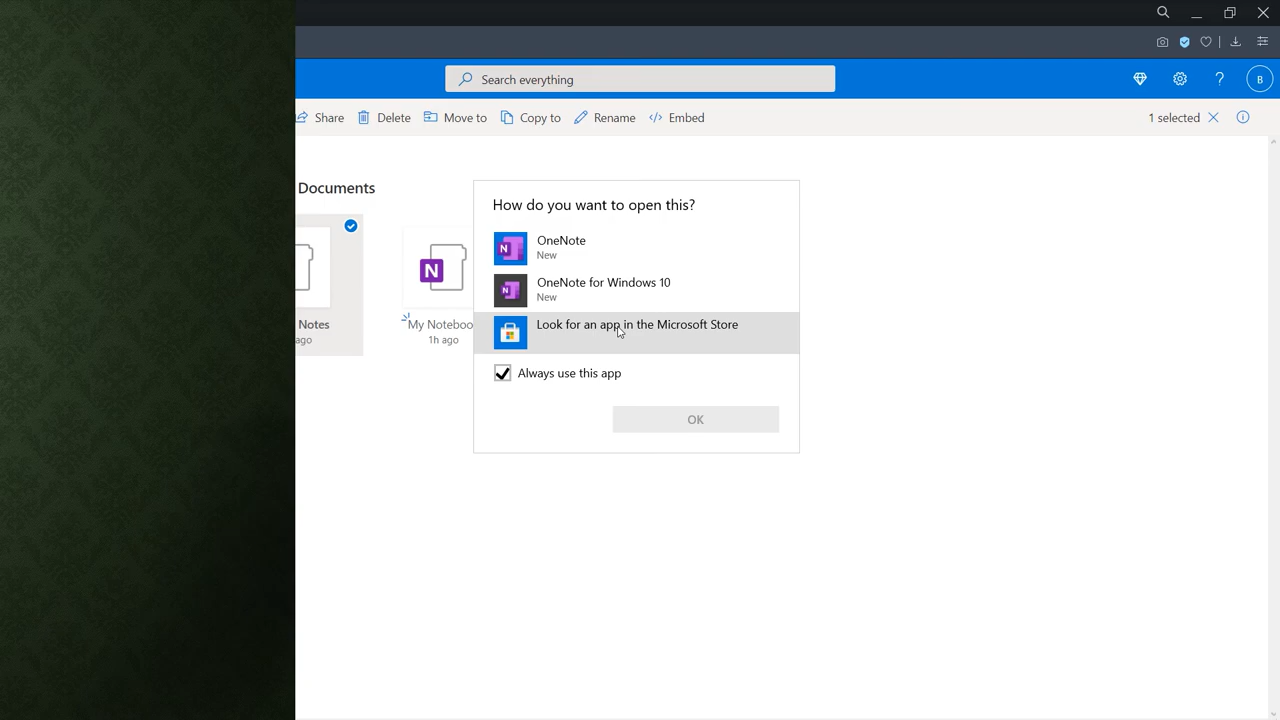 Search everything
?
B
Share
Delete
Move to
Copy to
Rename
Embed
1 selected
Documents
Notes
ago
N
My Noteboo
1h ago
How do you want to open this?
N
OneNote
New
N
OneNote for Windows 10
New
Look for an app in the Microsoft Store
Always use this app
OK